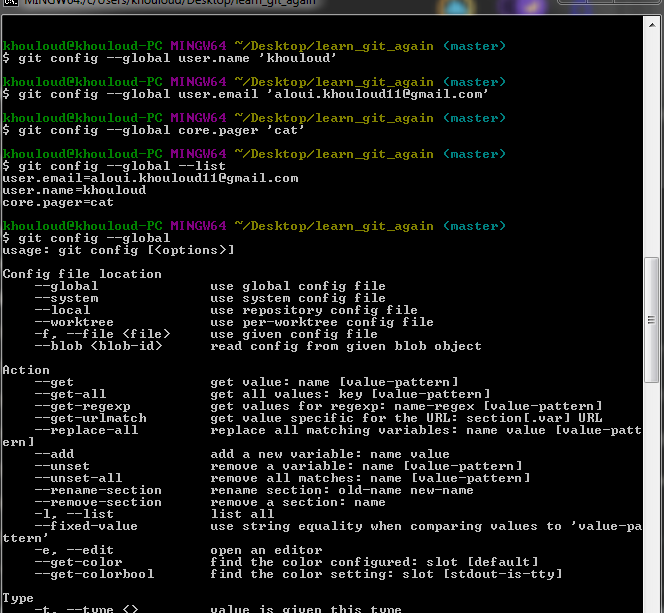 MINGW64:/c/Users/khouloud/Desktop/learn_git_again
khouloud@khouloud-PC MINGW64 ~/Desktop/learn_git_again (master)
$ git config --global user.name 'khouloud'
khouloud@khouloud-PC MINGW64 ~/Desktop/learn_git_again (master)
$ git config --global user.email 'aloui.khouloud11@gmail.com'
khouloud@khouloud-PC MINGW64 ~/Desktop/learn_git_again (master)
$ git config --global core.pager 'cat'
khouloud@khouloud-PC MINGW64 ~/Desktop/learn_git_again (master)
$ git config --global --list
user.email=aloui.khouloud11@gmail.com
user.name=khouloud
core.pager=cat
khouloud@khouloud-PC MINGW64 ~/Desktop/learn_git_again (master)
$ git config --global
usage: git config [<options>]
Config file location
    --global              use global config file
    --system              use system config file
    --local               use repository config file
    --worktree            use per-worktree config file
    -f, --file <file>     use given config file
    --blob <blob-id>      read config from given blob object
Action
    --get                 get value: name [value-pattern]
    --get-all             get all values: key [value-pattern]
    --get-regexp          get values for regexp: name-regex [value-pattern]
    --get-urlmatch        get value specific for the URL: section[.var] URL
    --replace-all         replace all matching variables: name value [value-patt
ern]
    --add                 add a new variable: name value
    --unset               remove a variable: name [value-pattern]
    --unset-all           remove all matches: name [value-pattern]
    --rename-section      rename section: old-name new-name
    --remove-section      remove a section: name
    -l, --list            list all
    --fixed-value         use string equality when comparing values to 'value-pa
ttern'
    -e, --edit            open an editor
    --get-color           find the color configured: slot [default]
    --get-colorbool       find the color setting: slot [stdout-is-tty]
Type
    -t, --type <>         value is given this type